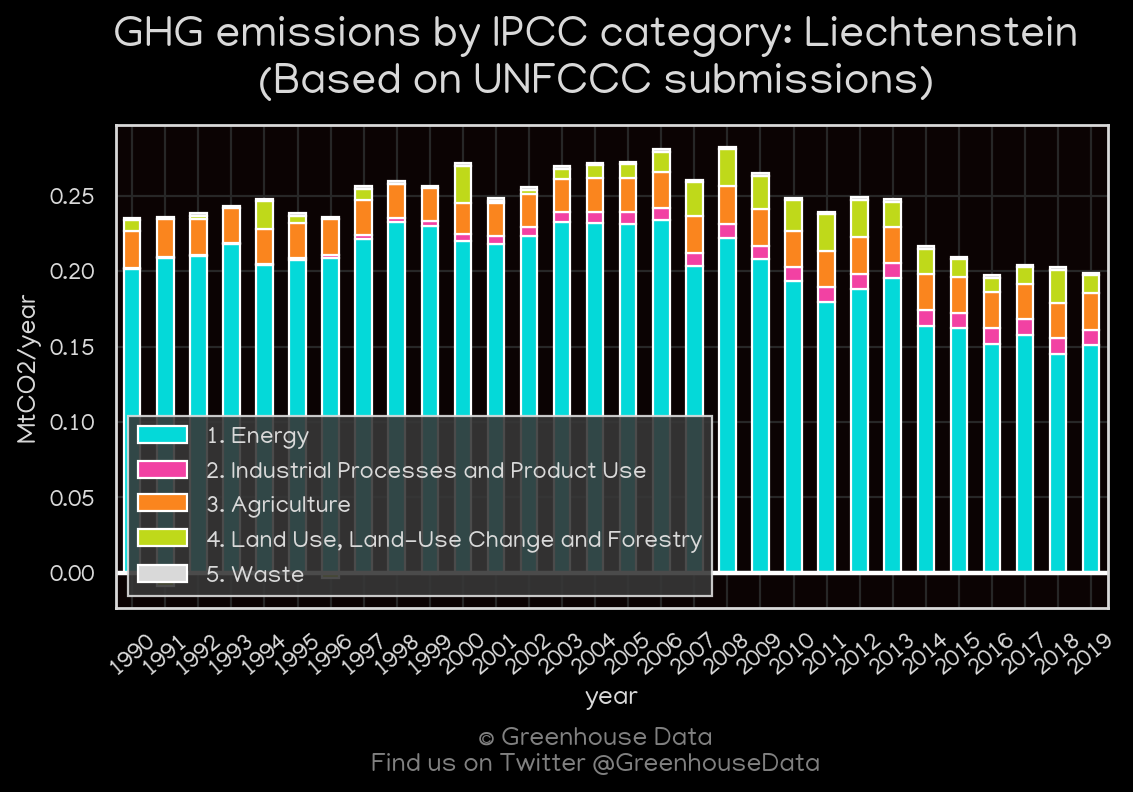 GHG emissions by IPCC category: Liechtenstein
(Based on UNFCCC submissions)
MtCO2/year
0.25
0.20
0.15
0.10
0.05
0.00
1. Energy
2. Industrial Processes and Product Use
3. Agriculture
4. Land Use, Land-Use Change and Forestry
5. Waste
1990 1991 1992 1993 1994 1995 1996 1997 1998 1999 2000 2001 2002 2003 2004 2005 2006 2007 2008 2009 2010 2011 2012 2013 2014 2015 2016 2017 2018 2019
year
© Greenhouse Data
Find us on Twitter @GreenhouseData